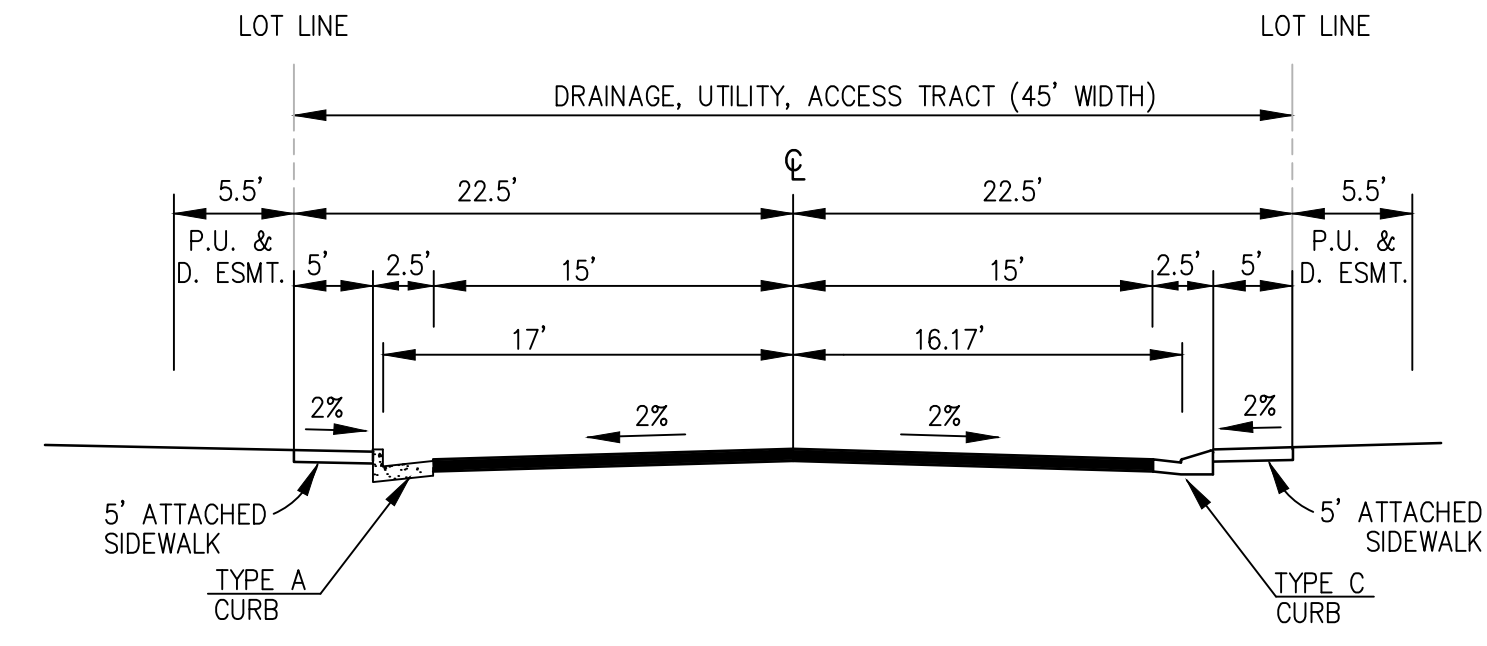 LOT LINE
LOT LINE
DRAINAGE, UTILITY, ACCESS TRACT (45' WIDTH)
℄
5.5'
22.5'
22.5'
5.5'
P.U. &
D. ESMT.
P.U. &
D. ESMT.
5'
2.5'
15'
15'
2.5'
5'
17'
16.17'
2%
2%
2%
2%
5' ATTACHED
SIDEWALK
5' ATTACHED
SIDEWALK
TYPE A
CURB
TYPE C
CURB